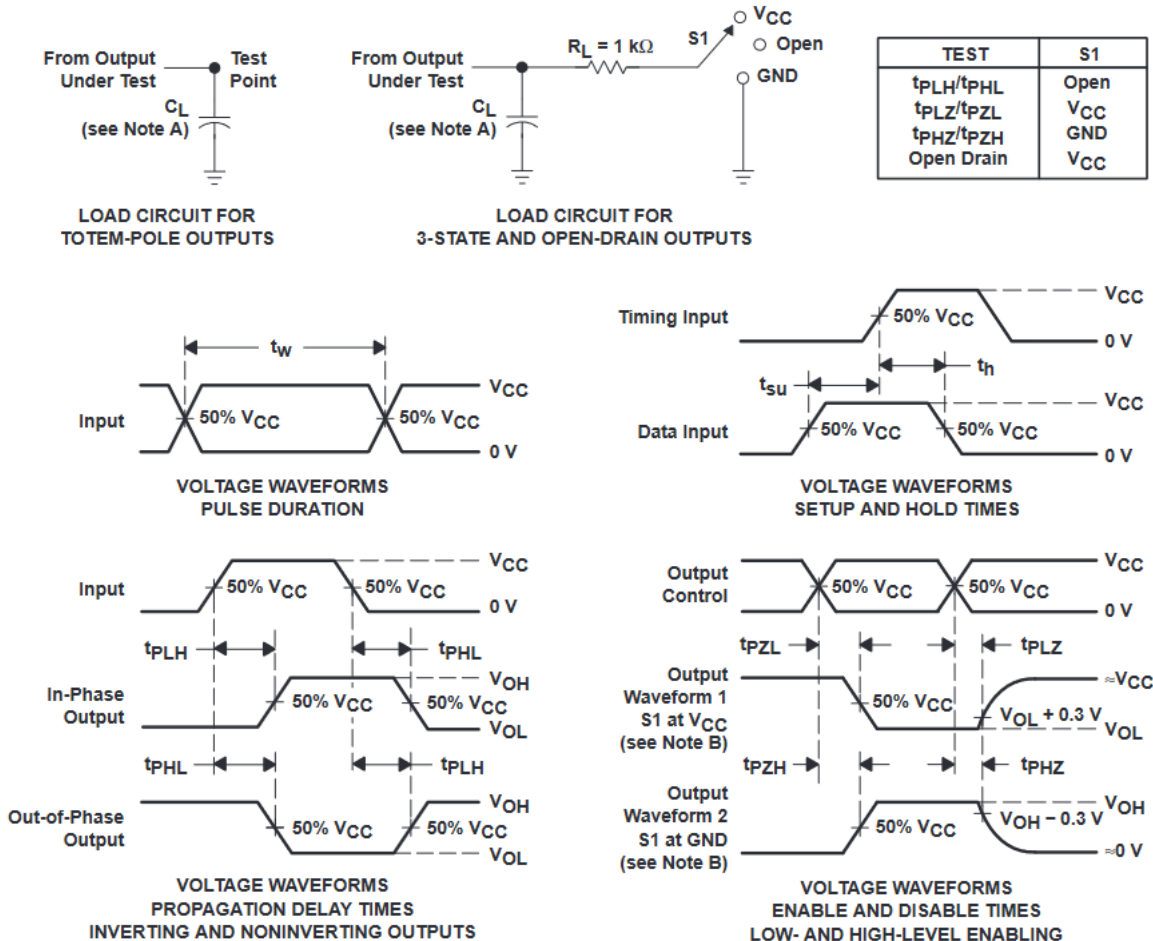 From Output
Under Test
Test
Point
CL
(see Note A)
LOAD CIRCUIT FOR
TOTEM-POLE OUTPUTS
From Output
Under Test
RL = 1 kΩ
S1
VCC
Open
GND
CL
(see Note A)
LOAD CIRCUIT FOR
3-STATE AND OPEN-DRAIN OUTPUTS
TEST S1
tPLH/tPHL Open
tPLZ/tPZL VCC
tPHZ/tPZH GND
Open Drain VCC
tw
Input
50% VCC
50% VCC
VCC
0 V
VOLTAGE WAVEFORMS
PULSE DURATION
Timing Input
50% VCC
VCC
0 V
tsu
th
Data Input
50% VCC
50% VCC
VCC
0 V
VOLTAGE WAVEFORMS
SETUP AND HOLD TIMES
Input
50% VCC
50% VCC
VCC
0 V
tPLH
tPHL
In-Phase
Output
50% VCC
50% VCC
VOH
VOL
tPHL
tPLH
Out-of-Phase
Output
50% VCC
50% VCC
VOH
VOL
VOLTAGE WAVEFORMS
PROPAGATION DELAY TIMES
INVERTING AND NONINVERTING OUTPUTS
Output
Control
50% VCC
50% VCC
VCC
0 V
tPZL
tPLZ
Output
Waveform 1
S1 at VCC
(see Note B)
50% VCC
VOL + 0.3 V
≈VCC
VOL
tPZH
tPHZ
Output
Waveform 2
S1 at GND
(see Note B)
50% VCC
VOH − 0.3 V
VOH
≈0 V
VOLTAGE WAVEFORMS
ENABLE AND DISABLE TIMES
LOW- AND HIGH-LEVEL ENABLING